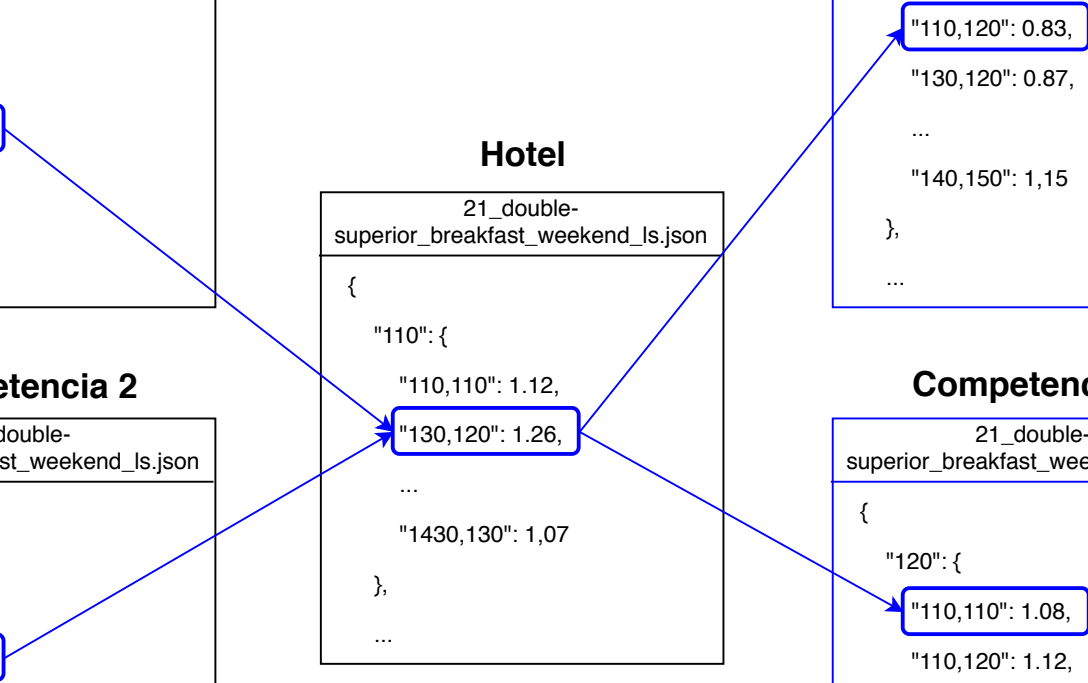 Hotel
21_double-
superior_breakfast_weekend_ls.json
{
"110": {
"110,110": 1.12,
"130,120": 1.26,
...
"1430,130": 1,07
},
...
etencia 2
double-
st_weekend_ls.json
"110,120": 0.83,
"130,120": 0.87,
...
"140,150": 1,15
},
...
Competenc
21_double-
superior_breakfast_wee
{
"120": {
"110,110": 1.08,
"110,120": 1.12,